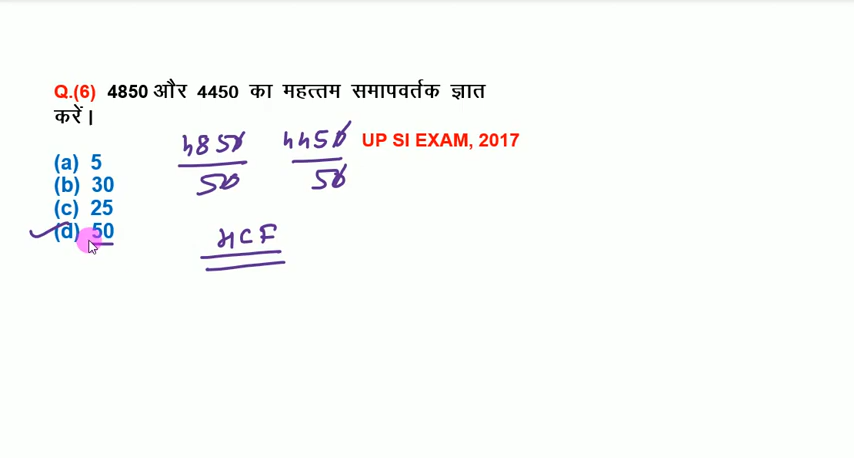 Q.(6) 4850 और 4450 का महत्तम समापवर्तक ज्ञात
करें।
4850 4450 UP SI EXAM, 2017
50 50
(a) 5
(b) 30
(c) 25
(d) 50
HCF